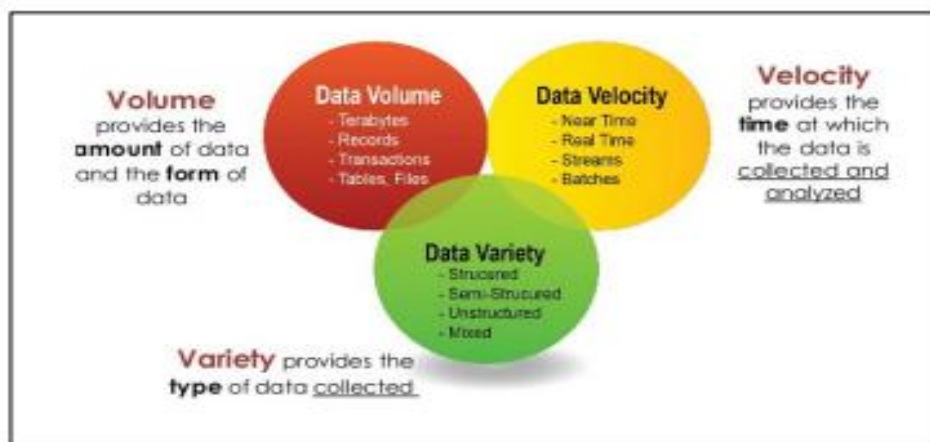 Volume
provides the
amount of data
and the form of
data
Data Volume
- Terabytes
- Records
- Transactions
- Tables, Files
Data Velocity
- Near Time
- Real Time
- Streams
- Batches
Velocity
provides the
time at which
the data is
collected and
analyzed
Data Variety
- Strucured
- Semi-Strucured
- Unstructured
- Mixed
Variety provides the
type of data collected